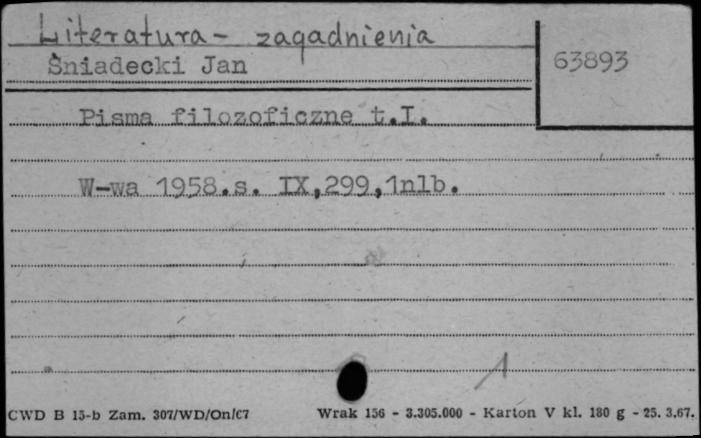 Literatura - zagadnienia
Śniadecki Jan
63893
Pisma filozoficzne t.I.
W-wa 1958.s. IX,299,1nlb.
1
CWD B 15-b Zam. 307/WD/On/67 Wrak 156 - 3.305.000 - Karton V kl. 180 g - 25. 3.67.